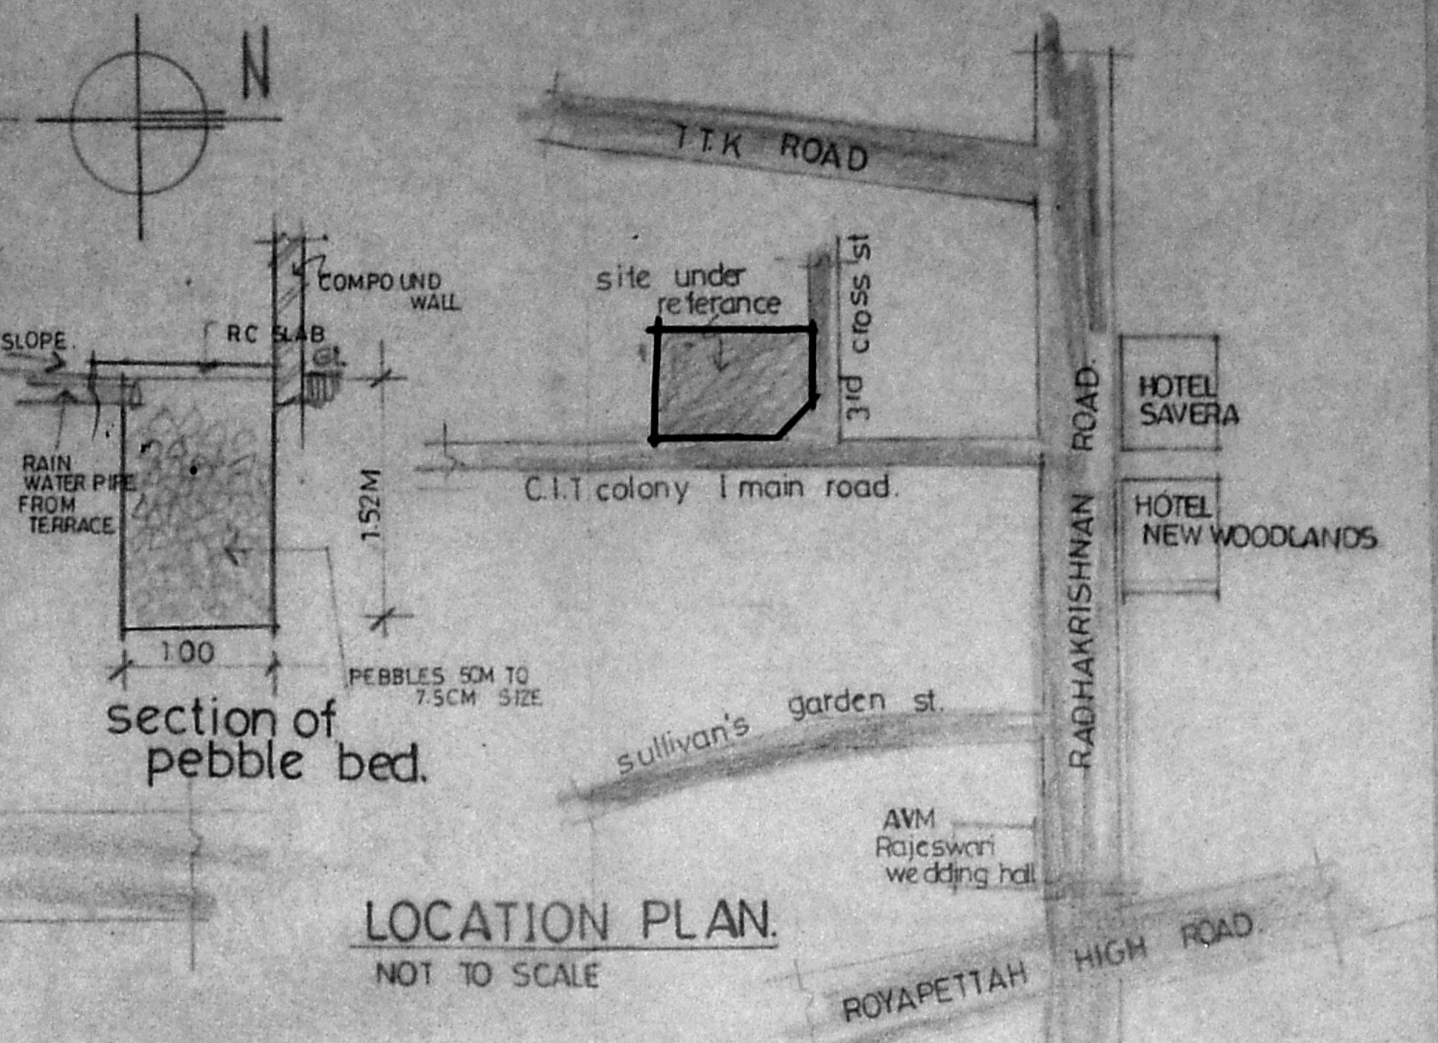 N
T.T.K ROAD
site under
referance
3rd cross st
COMPOUND
WALL
RC SLAB
SLOPE.
GL
RAIN
WATER PIPE
FROM
TERRACE
1.52M
100
PEBBLES 5CM TO
7.5CM SIZE
section of
pebble bed.
C.I.T colony I main road.
RADHAKRISHNAN ROAD.
HOTEL
SAVERA
HOTEL
NEW WOODLANDS
sullivan's garden st.
AVM
Rajeswari
wedding hall
LOCATION PLAN.
NOT TO SCALE
ROYAPETTAH HIGH ROAD.